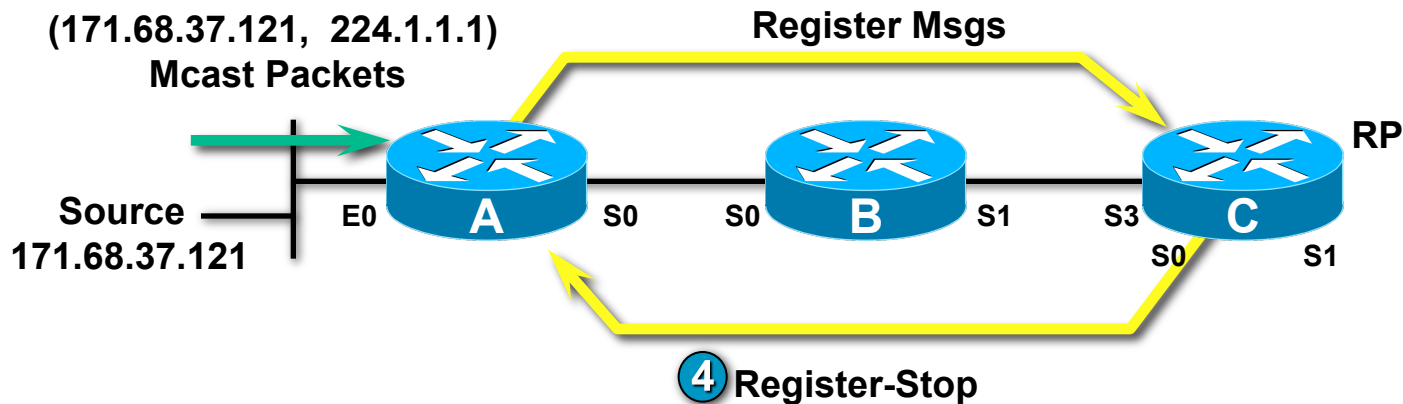 (171.68.37.121, 224.1.1.1)
Mcast Packets
Register Msgs
RP
Source
171.68.37.121
E0
A
S0
S0
B
S1
S3
C
S0
S1
4 Register-Stop